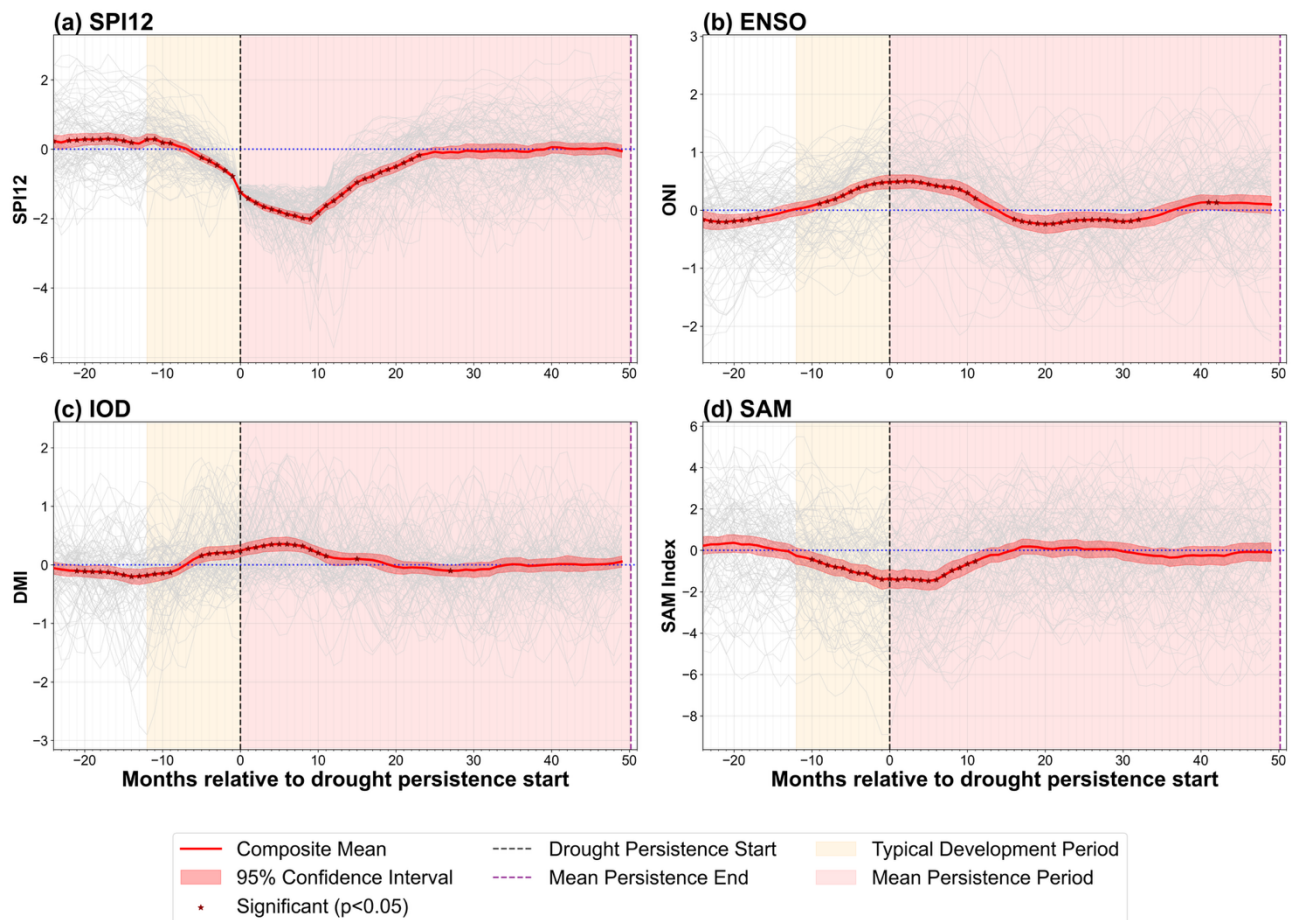 (a) SPI12
(b) ENSO
SPI12
2
0
−2
−4
−6
−20 −10 0 10 20 30 40 50
ONI
3
2
1
0
−1
−2
−20 −10 0 10 20 30 40 50
(c) IOD
(d) SAM
DMI
2
1
0
−1
−2
−3
−20 −10 0 10 20 30 40 50
Months relative to drought persistence start
SAM Index
6
4
2
0
−2
−4
−6
−8
−20 −10 0 10 20 30 40 50
Months relative to drought persistence start
Composite Mean
95% Confidence Interval
Significant (p<0.05)
Drought Persistence Start
Mean Persistence End
Typical Development Period
Mean Persistence Period